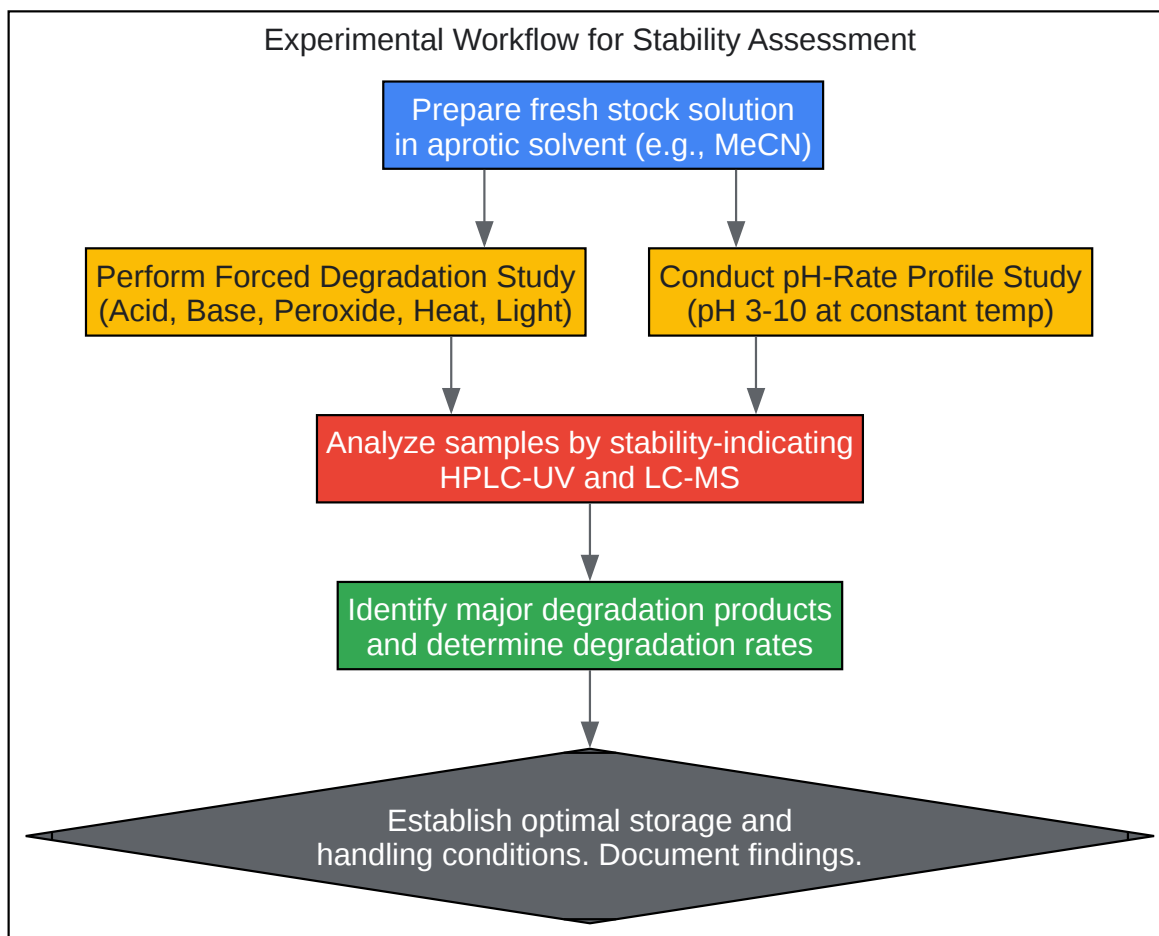 Experimental Workflow for Stability Assessment
Prepare fresh stock solution
in aprotic solvent (e.g., MeCN)
Perform Forced Degradation Study
(Acid, Base, Peroxide, Heat, Light)
Conduct pH-Rate Profile Study
(pH 3-10 at constant temp)
Analyze samples by stability-indicating
HPLC-UV and LC-MS
Identify major degradation products
and determine degradation rates
Establish optimal storage and
handling conditions. Document findings.